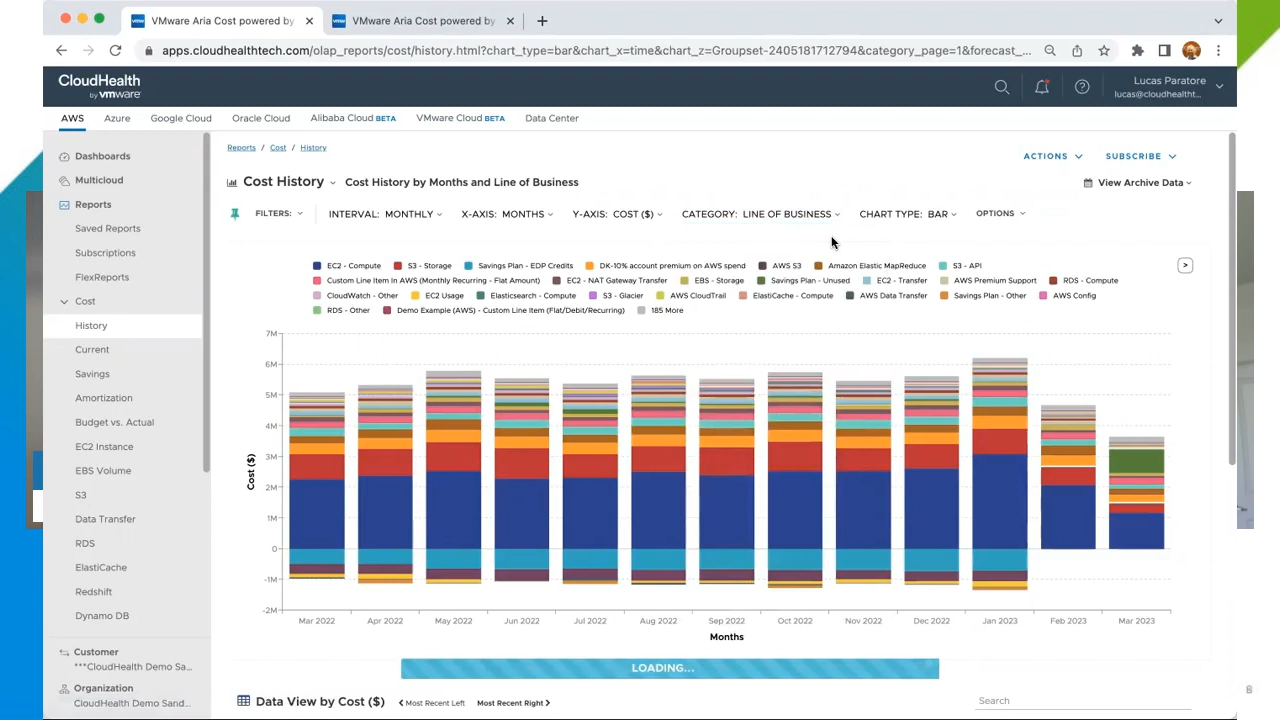 VMware Aria Cost powered by
VMware Aria Cost powered by
apps.cloudhealthtech.com/olap_reports/cost/history.html?chart_type=bar&chart_x=time&chart_z=Groupset-2405181712794&category_page=1&forecast_...
CloudHealth
by vmware
Lucas Paratore
lucas@cloudhealtht...
AWS Azure Google Cloud Oracle Cloud Alibaba Cloud BETA VMware Cloud BETA Data Center
Dashboards
Multicloud
Reports
Saved Reports
Subscriptions
FlexReports
Cost
History
Current
Savings
Amortization
Budget vs. Actual
EC2 Instance
EBS Volume
S3
Data Transfer
RDS
ElastiCache
Redshift
Dynamo DB
Customer
***CloudHealth Demo Sa...
Organization
CloudHealth Demo Sand...
Reports / Cost / History
ACTIONS SUBSCRIBE
Cost History Cost History by Months and Line of Business
View Archive Data
FILTERS: INTERVAL: MONTHLY X-AXIS: MONTHS Y-AXIS: COST ($) CATEGORY: LINE OF BUSINESS CHART TYPE: BAR OPTIONS
EC2 - Compute S3 - Storage Savings Plan - EDP Credits DK-10% account premium on AWS spend AWS S3 Amazon Elastic MapReduce S3 - API
Custom Line Item In AWS (Monthly Recurring - Flat Amount) EC2 - NAT Gateway Transfer EBS - Storage Savings Plan - Unused EC2 - Transfer AWS Premium Support RDS - Compute
CloudWatch - Other EC2 Usage Elasticsearch - Compute S3 - Glacier AWS CloudTrail ElastiCache - Compute AWS Data Transfer Savings Plan - Other AWS Config
RDS - Other Demo Example (AWS) - Custom Line Item (Flat/Debit/Recurring) 185 More
7M
6M
5M
4M
3M
2M
1M
0
-1M
-2M
Cost ($)
Mar 2022 Apr 2022 May 2022 Jun 2022 Jul 2022 Aug 2022 Sep 2022 Oct 2022 Nov 2022 Dec 2022 Jan 2023 Feb 2023 Mar 2023
Months
LOADING...
Data View by Cost ($) Most Recent Left Most Recent Right
Search
8